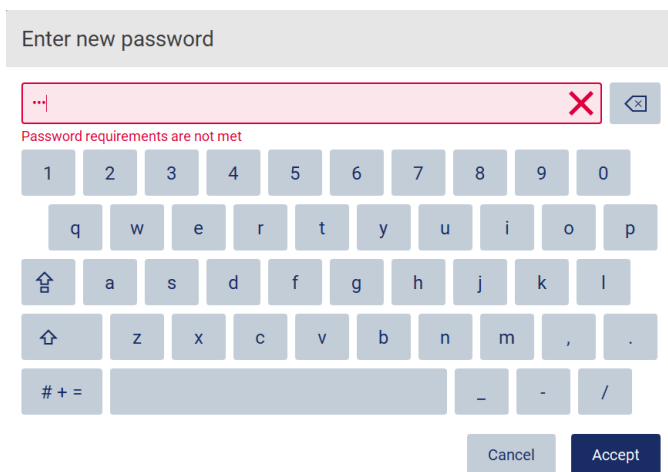 Enter new password
•••
Password requirements are not met
1 2 3 4 5 6 7 8 9 0
q w e r t y u i o p
a s d f g h j k l
z x c v b n m , .
# + = _ - /
Cancel Accept